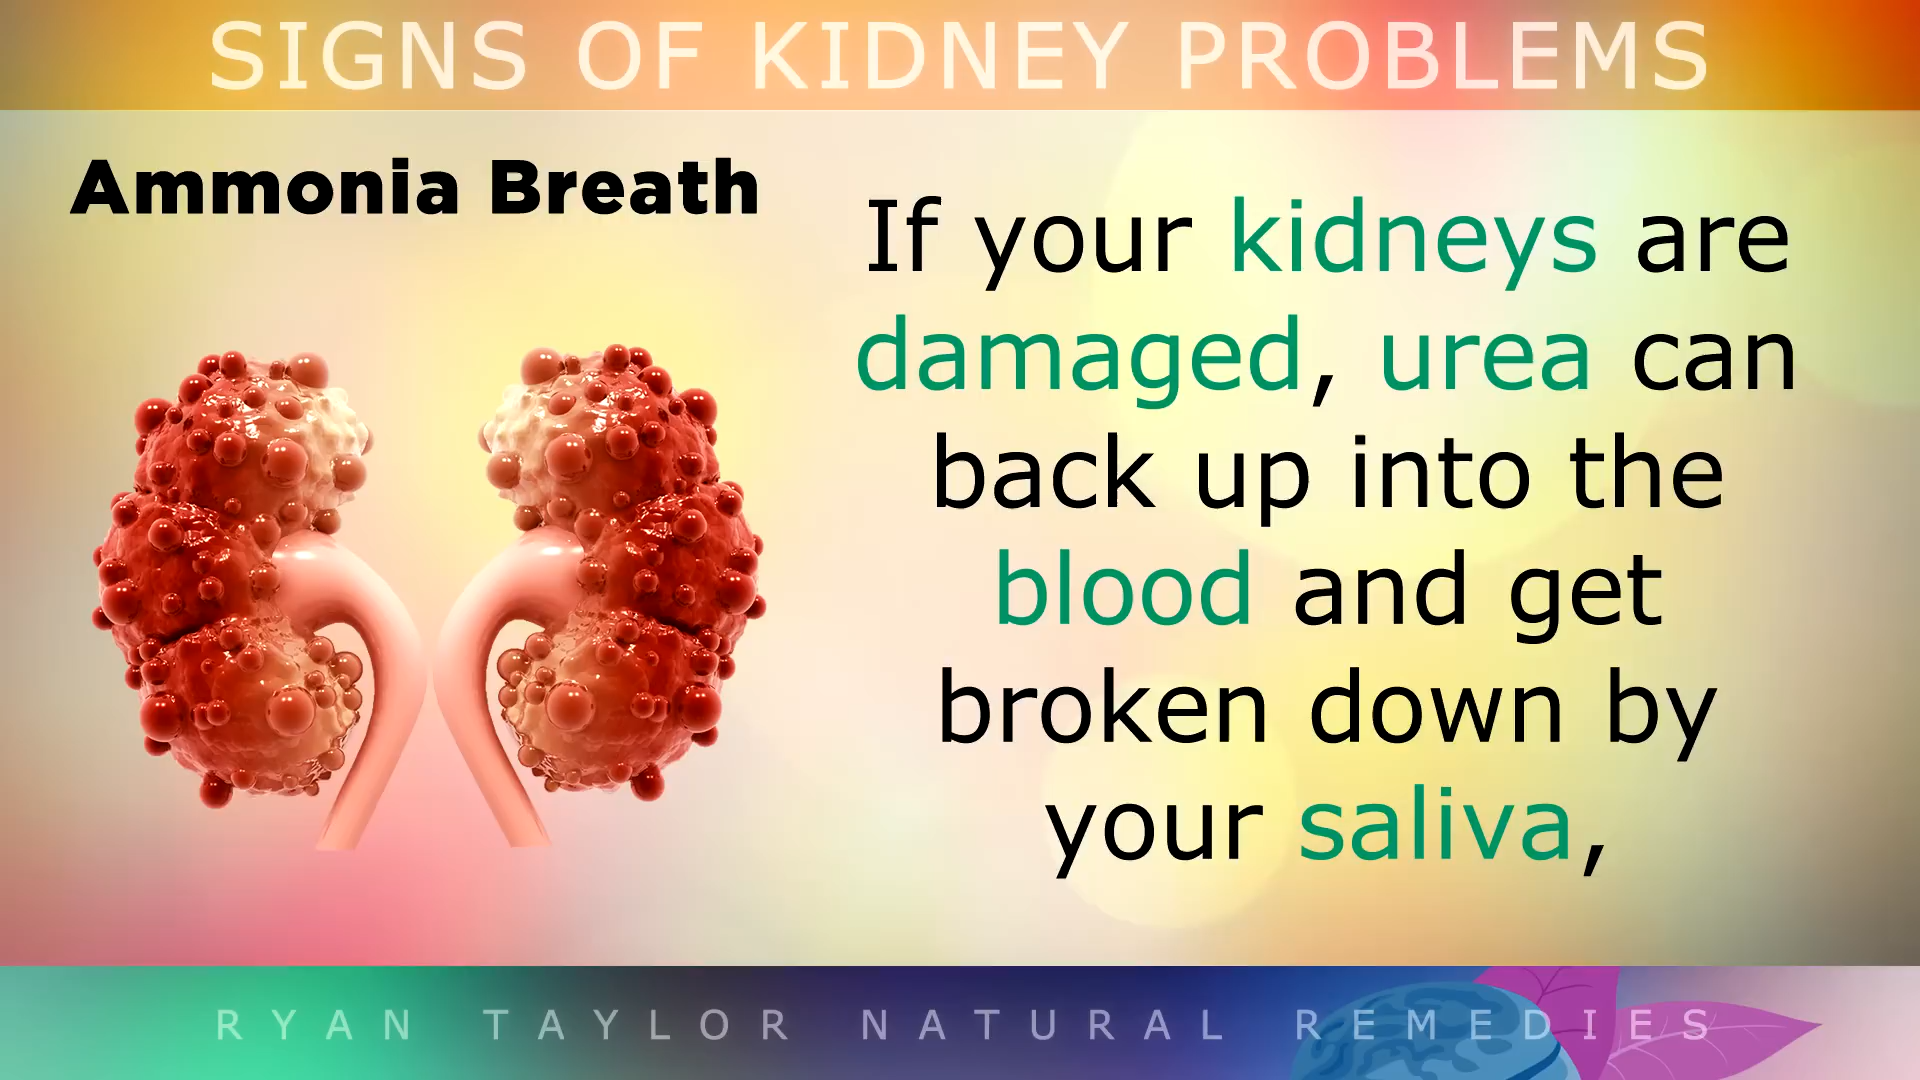 SIGNS OF KIDNEY PROBLEMS
Ammonia Breath
If your kidneys are
damaged, urea can
back up into the
blood and get
broken down by
your saliva,
RYAN TAYLOR NATURAL REMEDIES